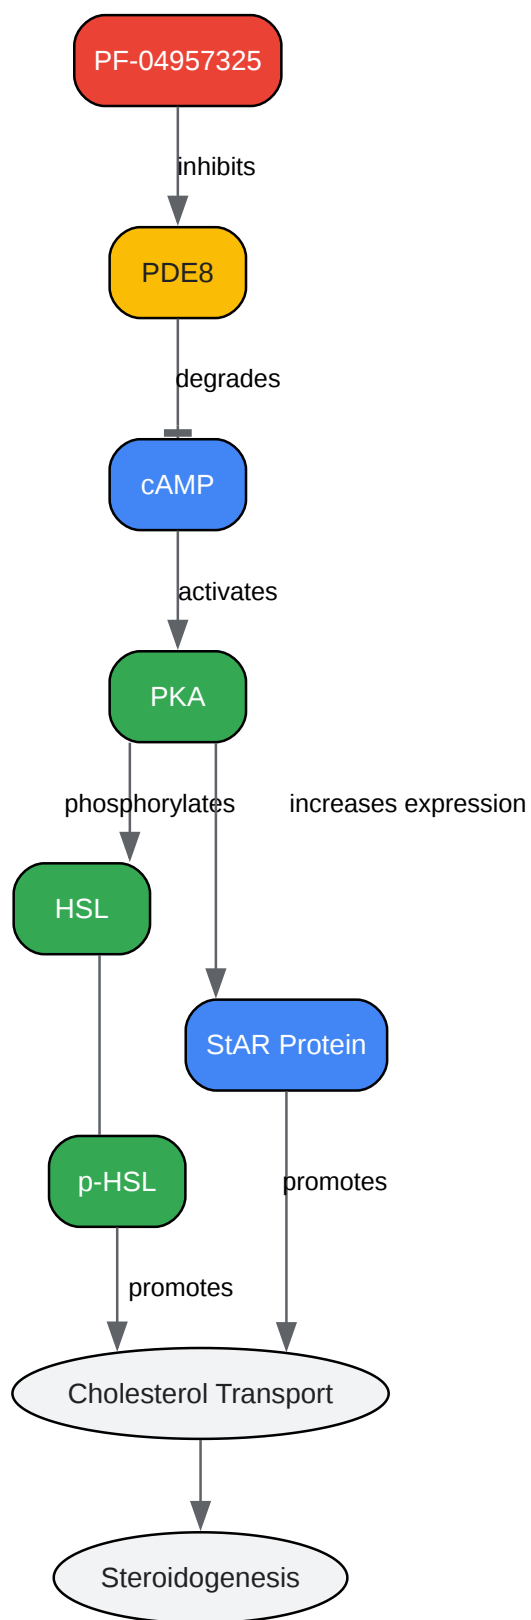 PF-04957325
inhibits
PDE8
degrades
cAMP
activates
PKA
phosphorylates
increases expression
HSL
StAR Protein
p-HSL
promotes
promotes
Cholesterol Transport
Steroidogenesis